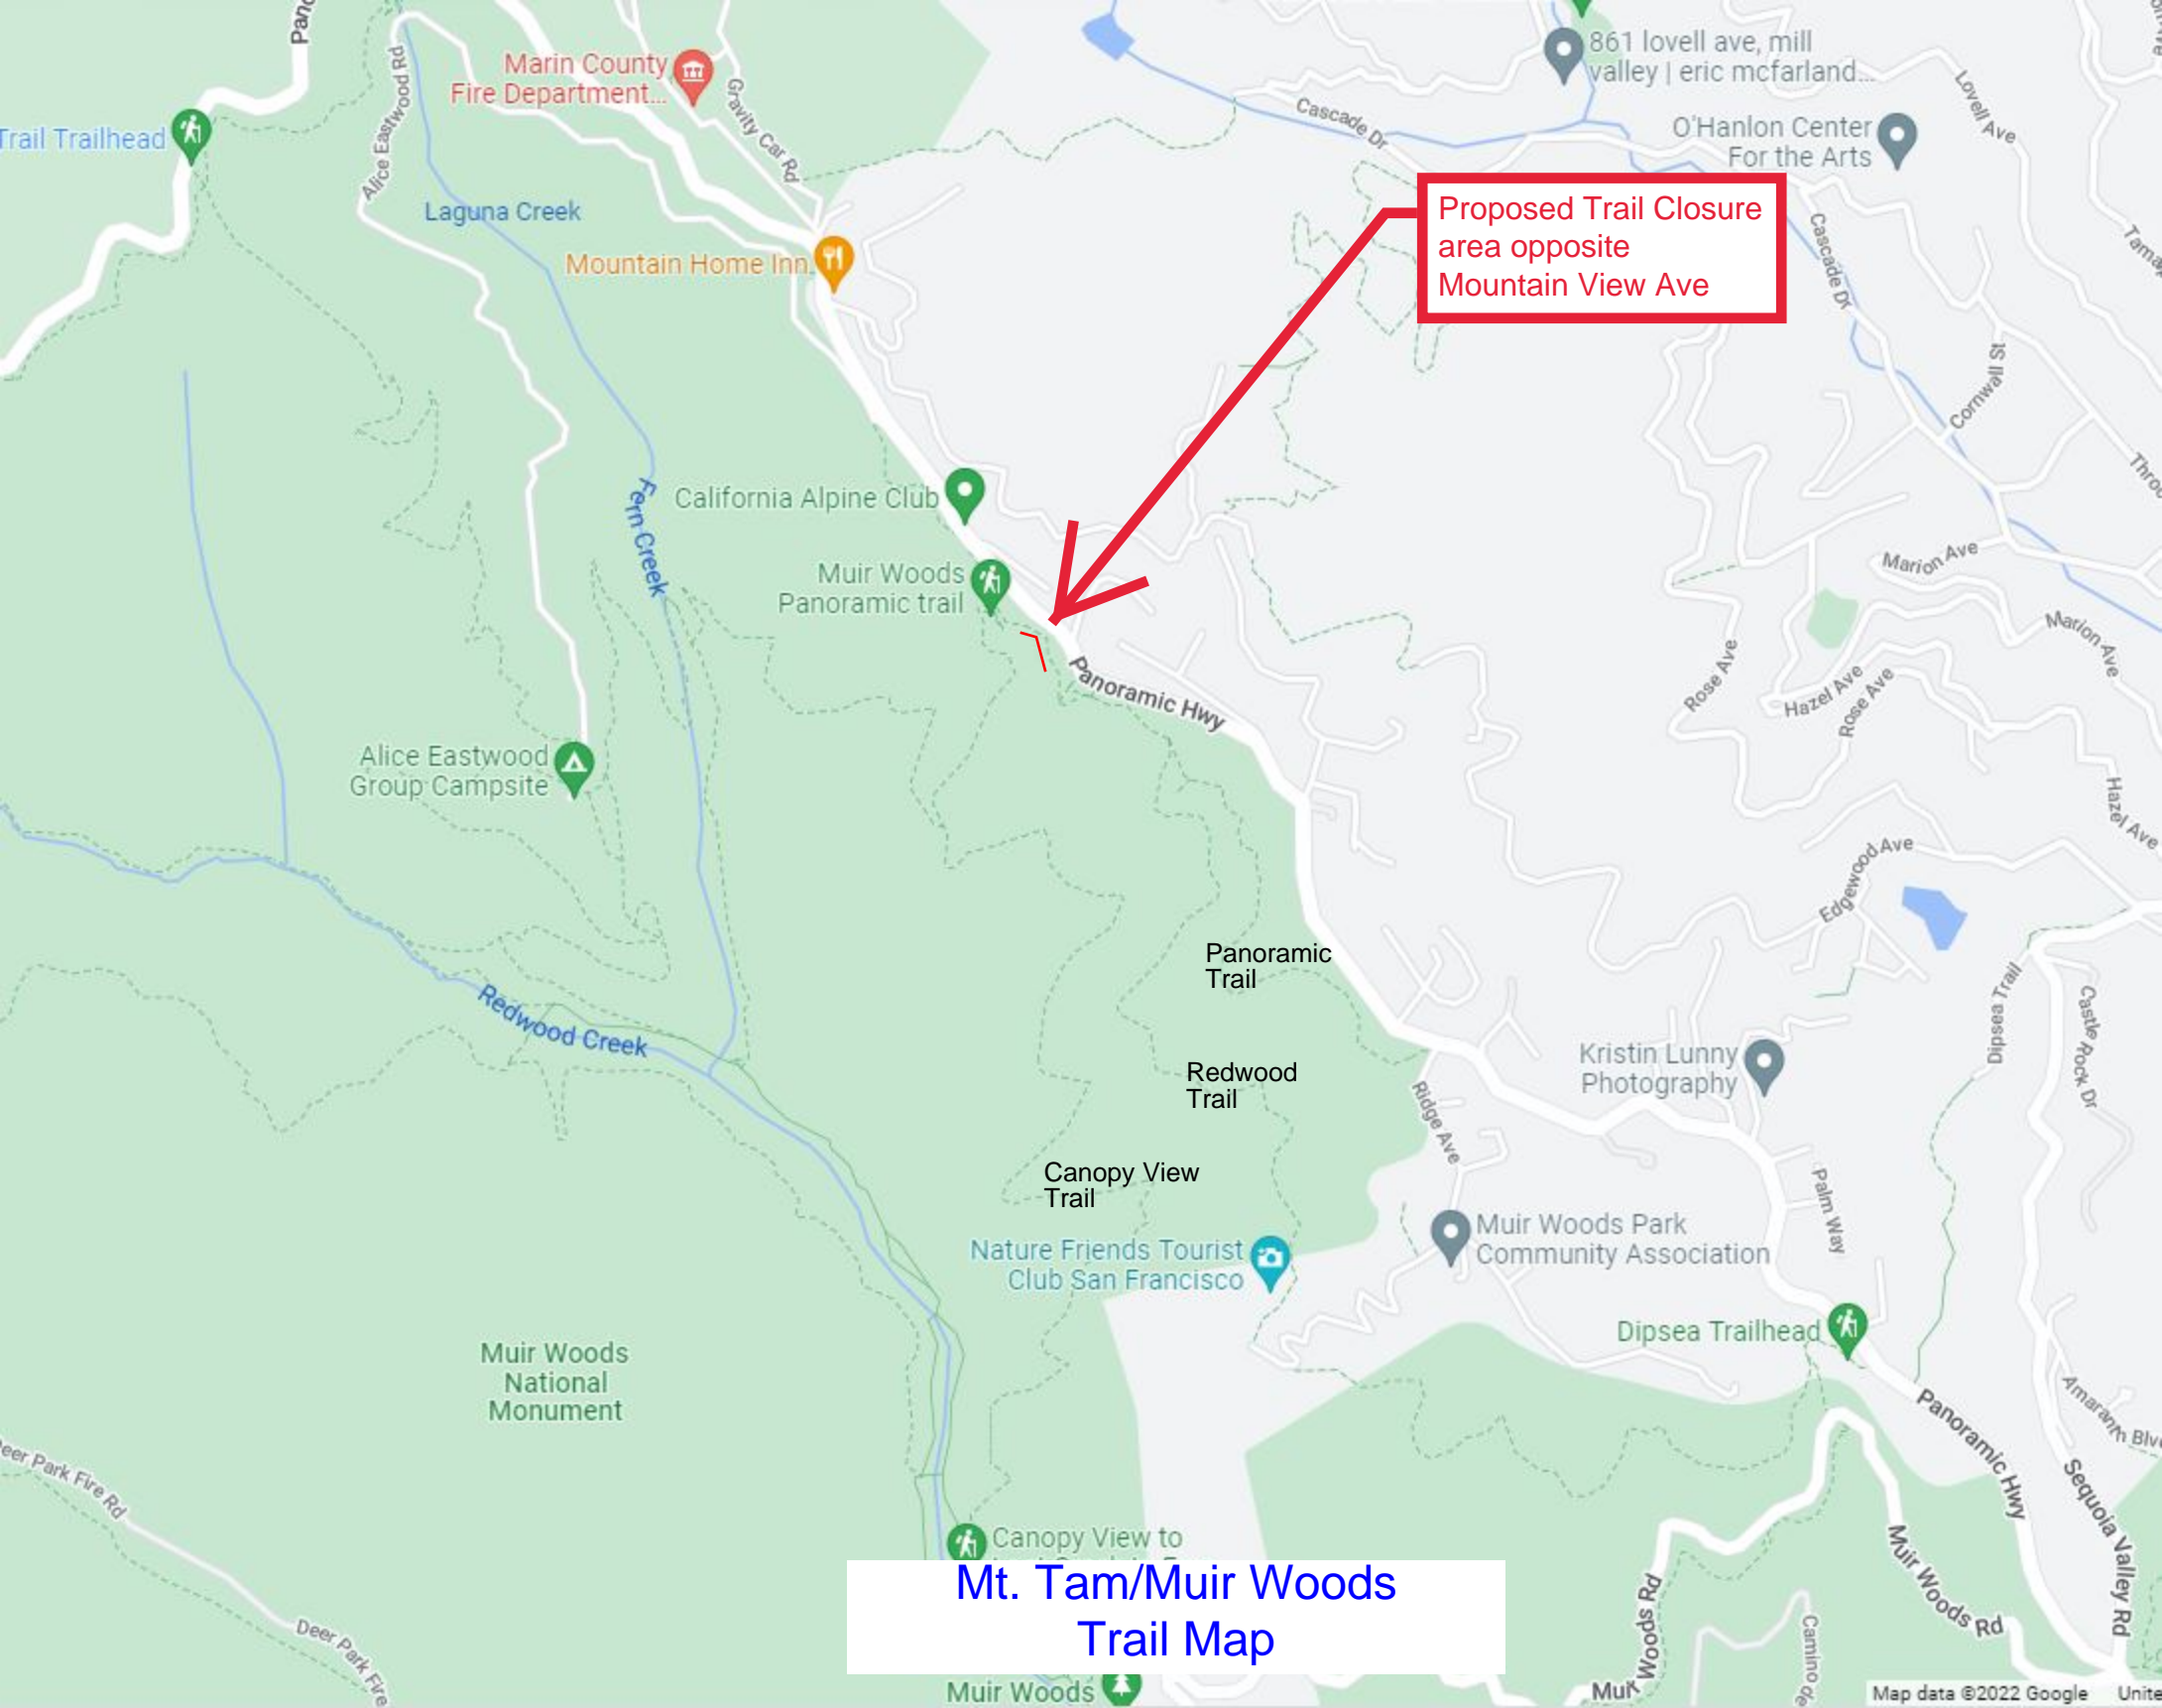 Pano
Marin County
Fire Department...
861 lovell ave, mill
valley | eric mcfarland...
Lovell Ave
Alice Eastwood Rd
Gravity Car Rd
Cascade Dr
O'Hanlon Center
For the Arts
Trail Trailhead
Laguna Creek
Mountain Home Inn
Proposed Trail Closure
area opposite
Mountain View Ave
Cascade Dr
Cornwall St
California Alpine Club
Fern Creek
Muir Woods
Panoramic trail
Marion Ave
Marion Ave
Panoramic Hwy
Rose Ave
Hazel Ave
Rose Ave
Hazel Ave
Alice Eastwood
Group Campsite
Edgewood Ave
Panoramic
Trail
Redwood Creek
Dipsea Trail
Castle Rock Dr
Redwood
Trail
Kristin Lunny
Photography
Ridge Ave
Canopy View
Trail
Palm Way
Muir Woods Park
Community Association
Nature Friends Tourist
Club San Francisco
Dipsea Trailhead
Muir Woods
National
Monument
Panoramic Hwy
Sequoia Valley Rd
eer Park Fire Rd
Deer Park Fire
Canopy View to
Mt. Tam/Muir Woods
Trail Map
Muir Woods
Muir Woods Rd
Muir Woods Rd
Camino de
Map data ©2022 Google
Unite